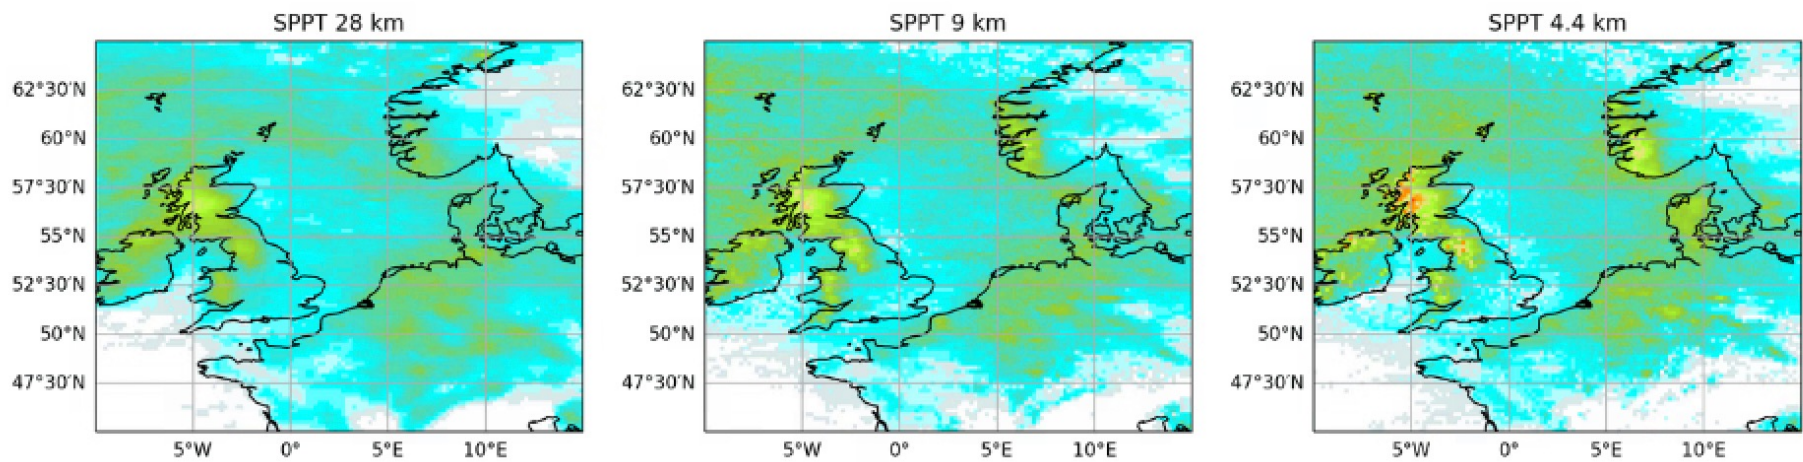 SPPT 28 km SPPT 9 km SPPT 4.4 km
62°30'N 62°30'N 62°30'N
60°N 60°N 60°N
57°30'N 57°30'N 57°30'N
55°N 55°N 55°N
52°30'N 52°30'N 52°30'N
50°N 50°N 50°N
47°30'N 47°30'N 47°30'N
5°W 0° 5°E 10°E 5°W 0° 5°E 10°E 5°W 0° 5°E 10°E